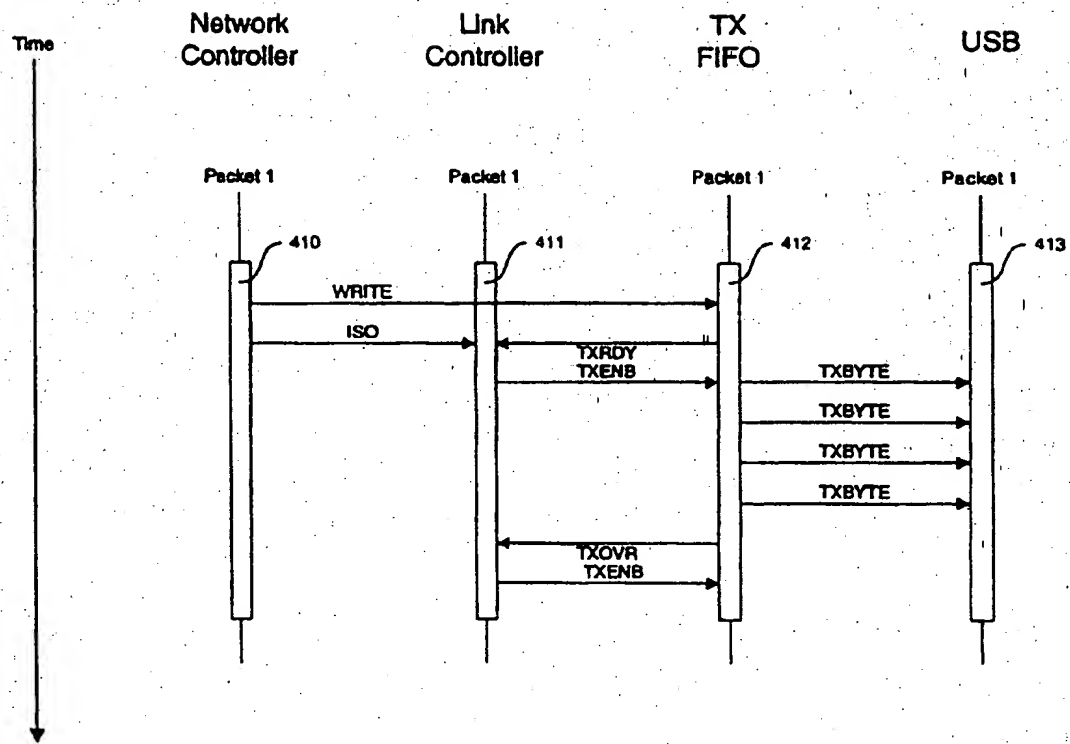 Time
Network
Controller
Link
Controller
TX
FIFO
USB
Packet 1
Packet 1
Packet 1
Packet 1
410
411
412
413
WRITE
ISO
TXRDY
TXENB
TXBYTE
TXBYTE
TXBYTE
TXBYTE
TXOVR
TXENB